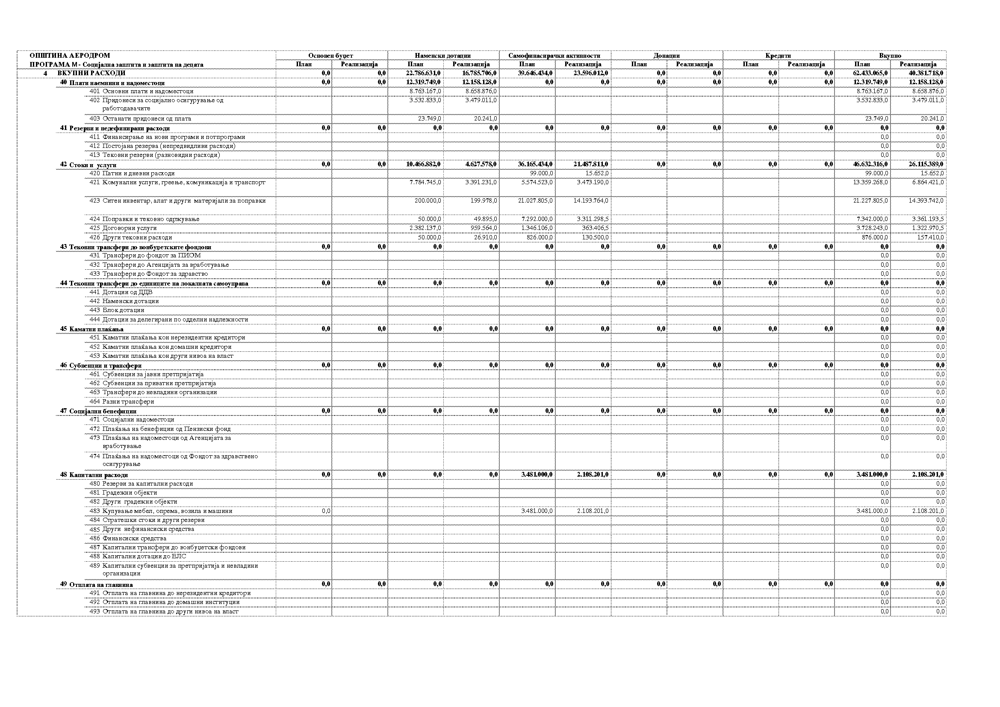 ОПШТИНА АЕРОДРОМ Основен буџет Наменски дотации Самофинасирачки активности Донации Кредити Вкупно
ПРОГРАМА М - Социјална заштита и заштита на децата План Реализација План Реализација План Реализација План Реализација План Реализација План Реализација
4 ВКУПНИ РАСХОДИ 0,0 0,0 22.786.631,0 16.785.706,0 39.646.434,0 23.596.012,0 0,0 0,0 0,0 0,0 62.433.065,0 40.381.718,0
40 Плати наемнини и надоместоци 0,0 0,0 12.319.749,0 12.158.128,0 0,0 0,0 0,0 0,0 0,0 0,0 12.319.749,0 12.158.128,0
401 Основни плати и надоместоци 8.763.167,0 8.658.876,0 8.763.167,0 8.658.876,0
402 Придонеси за социјално осигурување од 3.532.833,0 3.479.011,0 3.532.833,0 3.479.011,0
работодавачите
403 Останати придонеси од плата 23.749,0 20.241,0 23.749,0 20.241,0
41 Резерви и недефинирани расходи 0,0 0,0 0,0 0,0 0,0 0,0 0,0 0,0 0,0 0,0 0,0 0,0
411 Финансирање на нови програми и потпрограми 0,0 0,0
412 Постојана резерва (непредвидливи расходи) 0,0 0,0
413 Тековни резерви (разновидни расходи) 0,0 0,0
42 Стоки и услуги 0,0 0,0 10.466.882,0 4.627.578,0 36.165.434,0 21.487.811,0 0,0 0,0 0,0 0,0 46.632.316,0 26.115.389,0
420 Патни и дневни расходи 99.000,0 15.652,0 99.000,0 15.652,0
421 Комунални услуги, греење, комуникација и транспорт 7.784.745,0 3.391.231,0 5.574.523,0 3.473.190,0 13.359.268,0 6.864.421,0
423 Ситен инвентар, алат и други материјали за поправки 200.000,0 199.978,0 21.027.805,0 14.193.764,0 21.227.805,0 14.393.742,0
424 Поправки и тековно одржување 50.000,0 49.895,0 7.292.000,0 3.311.298,5 7.342.000,0 3.361.193,5
425 Договорни услуги 2.382.137,0 959.564,0 1.346.106,0 363.406,5 3.728.243,0 1.322.970,5
426 Други тековни расходи 50.000,0 26.910,0 826.000,0 130.500,0 876.000,0 157.410,0
43 Тековни трансфери до вонбуџетските фондови 0,0 0,0 0,0 0,0 0,0 0,0 0,0 0,0 0,0 0,0 0,0 0,0
431 Трансфери до фондот за ПИОМ 0,0 0,0
432 Трансфери до Агенцијата за вработување 0,0 0,0
433 Трансфери до Фондот за здравство 0,0 0,0
44 Тековни трансфери до единиците на локалната самоуправа 0,0 0,0 0,0 0,0 0,0 0,0 0,0 0,0 0,0 0,0 0,0 0,0
441 Дотации од ДДВ 0,0 0,0
442 Наменски дотации 0,0 0,0
443 Блок дотации 0,0 0,0
444 Дотации за делегирани по одделни надлежности 0,0 0,0
45 Каматни плаќања 0,0 0,0 0,0 0,0 0,0 0,0 0,0 0,0 0,0 0,0 0,0 0,0
451 Каматни плаќања кон нерезидентни кредитори 0,0 0,0
452 Каматни плаќања кон домашни кредитори 0,0 0,0
453 Каматни плаќања кон други нивоа на власт 0,0 0,0
46 Субвенции и трансфери 0,0 0,0 0,0 0,0 0,0 0,0 0,0 0,0 0,0 0,0 0,0 0,0
461 Субвенции за јавни претпријатија 0,0 0,0
462 Субвенции за приватни претпријатија 0,0 0,0
463 Трансфери до невладини организации 0,0 0,0
464 Разни трансфери 0,0 0,0
47 Социјални бенефиции 0,0 0,0 0,0 0,0 0,0 0,0 0,0 0,0 0,0 0,0 0,0 0,0
471 Социјални надоместоци 0,0 0,0
472 Плаќања на бенефиции од Пензиски фонд 0,0 0,0
473 Плаќања на надоместоци од Агенцијата за 0,0 0,0
вработување
474 Плаќања на надоместоци од Фондот за здравствено 0,0 0,0
осигурување
48 Капитални расходи 0,0 0,0 0,0 0,0 3.481.000,0 2.108.201,0 0,0 0,0 0,0 0,0 3.481.000,0 2.108.201,0
480 Резерви за капитални расходи 0,0 0,0
481 Градежни објекти 0,0 0,0
482 Други градежни објекти 0,0 0,0
483 Купување мебел, опрема, возила и машини 0,0 3.481.000,0 2.108.201,0 3.481.000,0 2.108.201,0
484 Стратешки стоки и други резерви 0,0 0,0
485 Други нефинансиски средства 0,0 0,0
486 Финансиски средства 0,0 0,0
487 Капитални трансфери до вонбуџетски фондови 0,0 0,0
488 Капитални дотации до ЕЛС 0,0 0,0
489 Капитални субвенции за претпријатија и невладини 0,0 0,0
организации
49 Отплата на главнина 0,0 0,0 0,0 0,0 0,0 0,0 0,0 0,0 0,0 0,0 0,0 0,0
491 Отплата на главнина до нерезидентни кредитори 0,0 0,0
492 Отплата на главнина до домашни институции 0,0 0,0
493 Отплата на главнина до други нивоа на власт 0,0 0,0